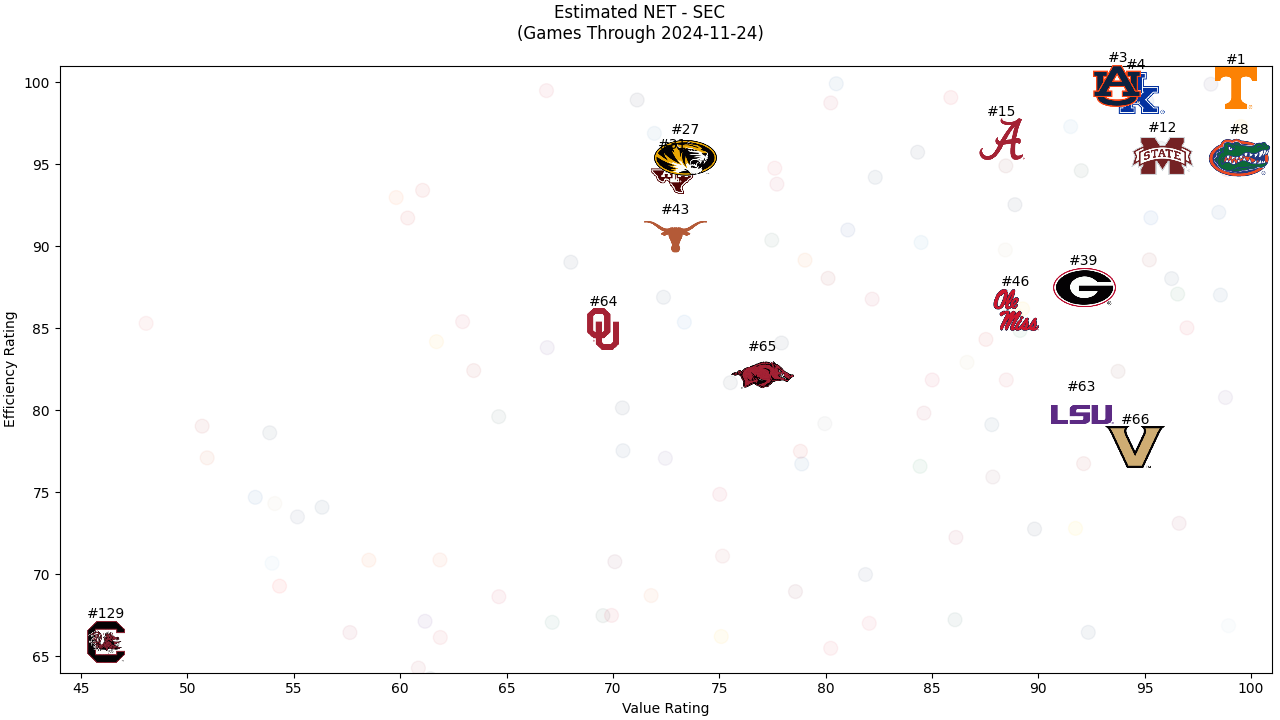 Estimated NET - SEC
(Games Through 2024-11-24)
#3
#4
#1
#15
#12
#8
#27
#31
STATE
#43
#39
G
#46
Ole
Miss
#64
OU
#65
#63
LSU
#66
V
#129
C
100
95
90
85
80
75
70
65
Efficiency Rating
45 50 55 60 65 70 75 80 85 90 95 100
Value Rating